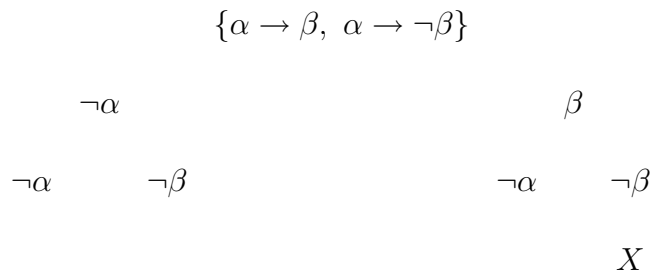 {α → β, α → ¬β}
¬α β
¬α ¬β ¬α ¬β
X